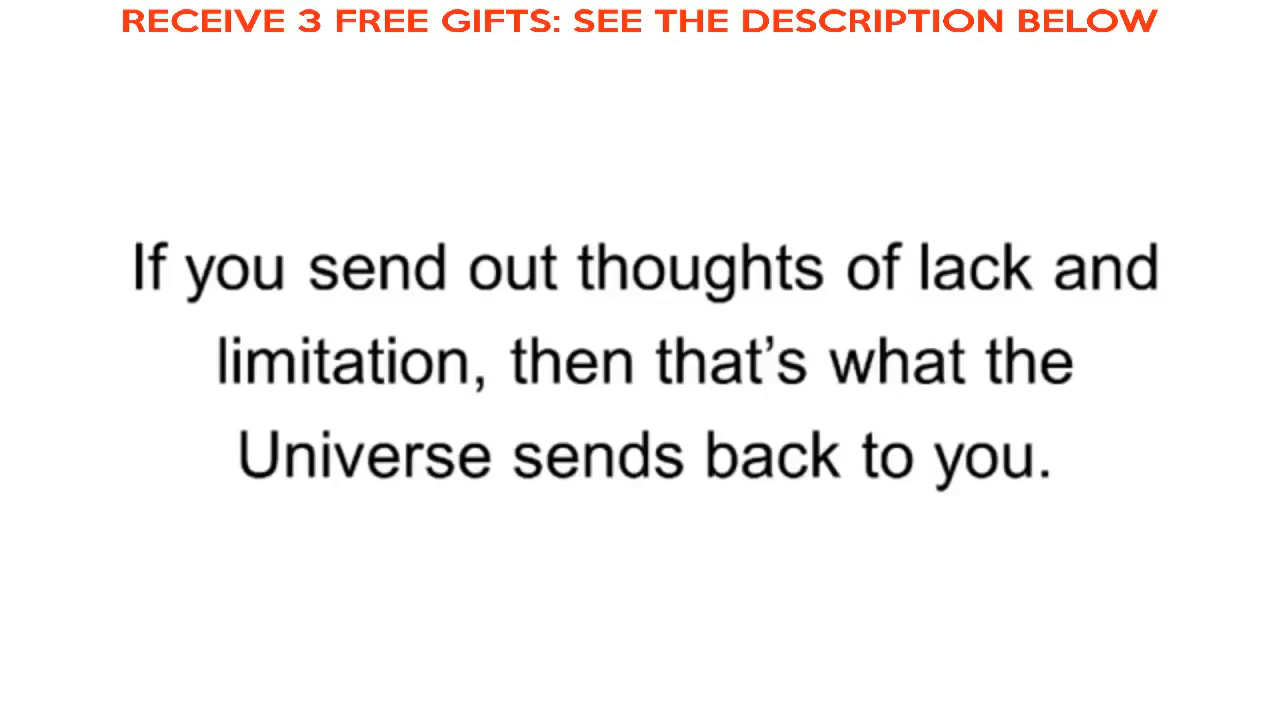 RECEIVE 3 FREE GIFTS: SEE THE DESCRIPTION BELOW
If you send out thoughts of lack and
limitation, then that’s what the
Universe sends back to you.